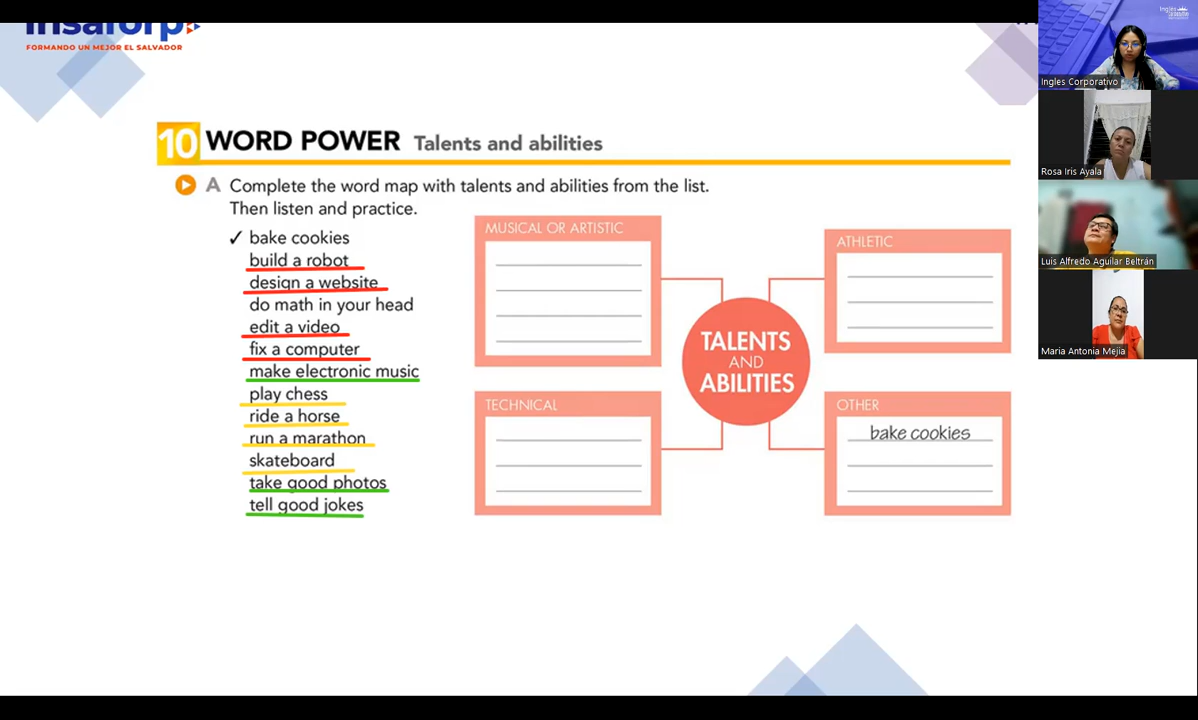 insaforp
FORMANDO UN MEJOR EL SALVADOR
10 WORD POWER Talents and abilities
A Complete the word map with talents and abilities from the list.
Then listen and practice.
✓ bake cookies
build a robot
design a website
do math in your head
edit a video
fix a computer
make electronic music
play chess
ride a horse
run a marathon
skateboard
take good photos
tell good jokes
MUSICAL OR ARTISTIC
ATHLETIC
TALENTS
AND
ABILITIES
TECHNICAL
OTHER
bake cookies
Ingles Corporativo
Rosa Iris Ayala
Luis Alfredo Aguilar Beltrán
Maria Antonia Mejia